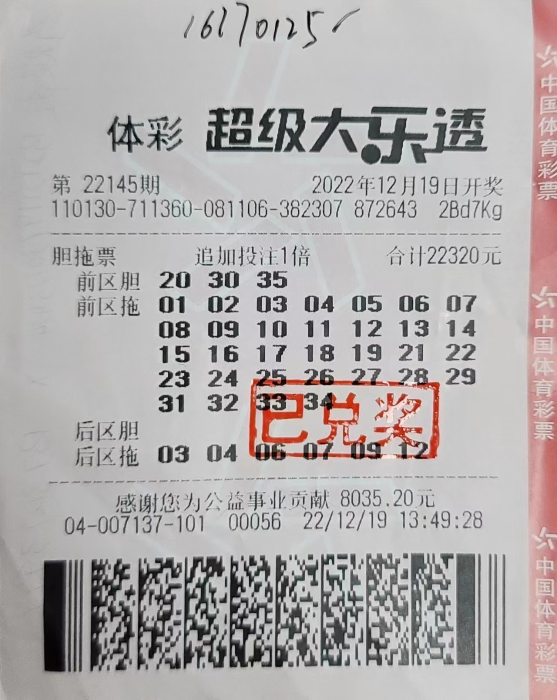 16270125
体彩 超级大乐透
第 22145期 2022年12月19日开奖
110130-711360-081106-382307 872643 2Bd7Kg
胆拖票 追加投注1倍 合计22320元
前区胆 20 30 35
前区拖 01 02 03 04 05 06 07
08 09 10 11 12 13 14
15 16 17 18 19 21 22
23 24 25 26 27 28 29
31 32 33 34
已兑奖
后区胆
后区拖 03 04 06 07 09 12
感谢您为公益事业贡献 8035.20元
04-007137-101 00056 22/12/19 13:49:28
中国体育彩票
中国体育彩票
中国体育彩票